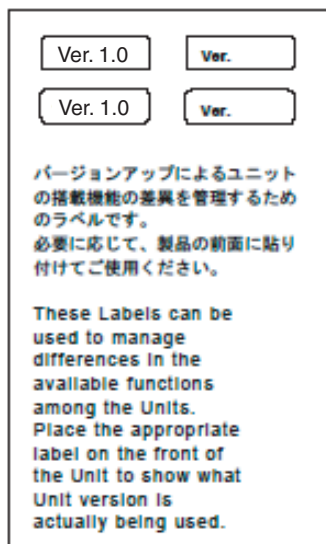 Ver. 1.0 Ver.
Ver. 1.0 Ver.
バージョンアップによるユニット
の搭載機能の差異を管理するため
のラベルです。
必要に応じて、製品の前面に貼り
付けてご使用ください。
These Labels can be
used to manage
differences in the
available functions
among the Units.
Place the appropriate
label on the front of
the Unit to show what
Unit version is
actually being used.